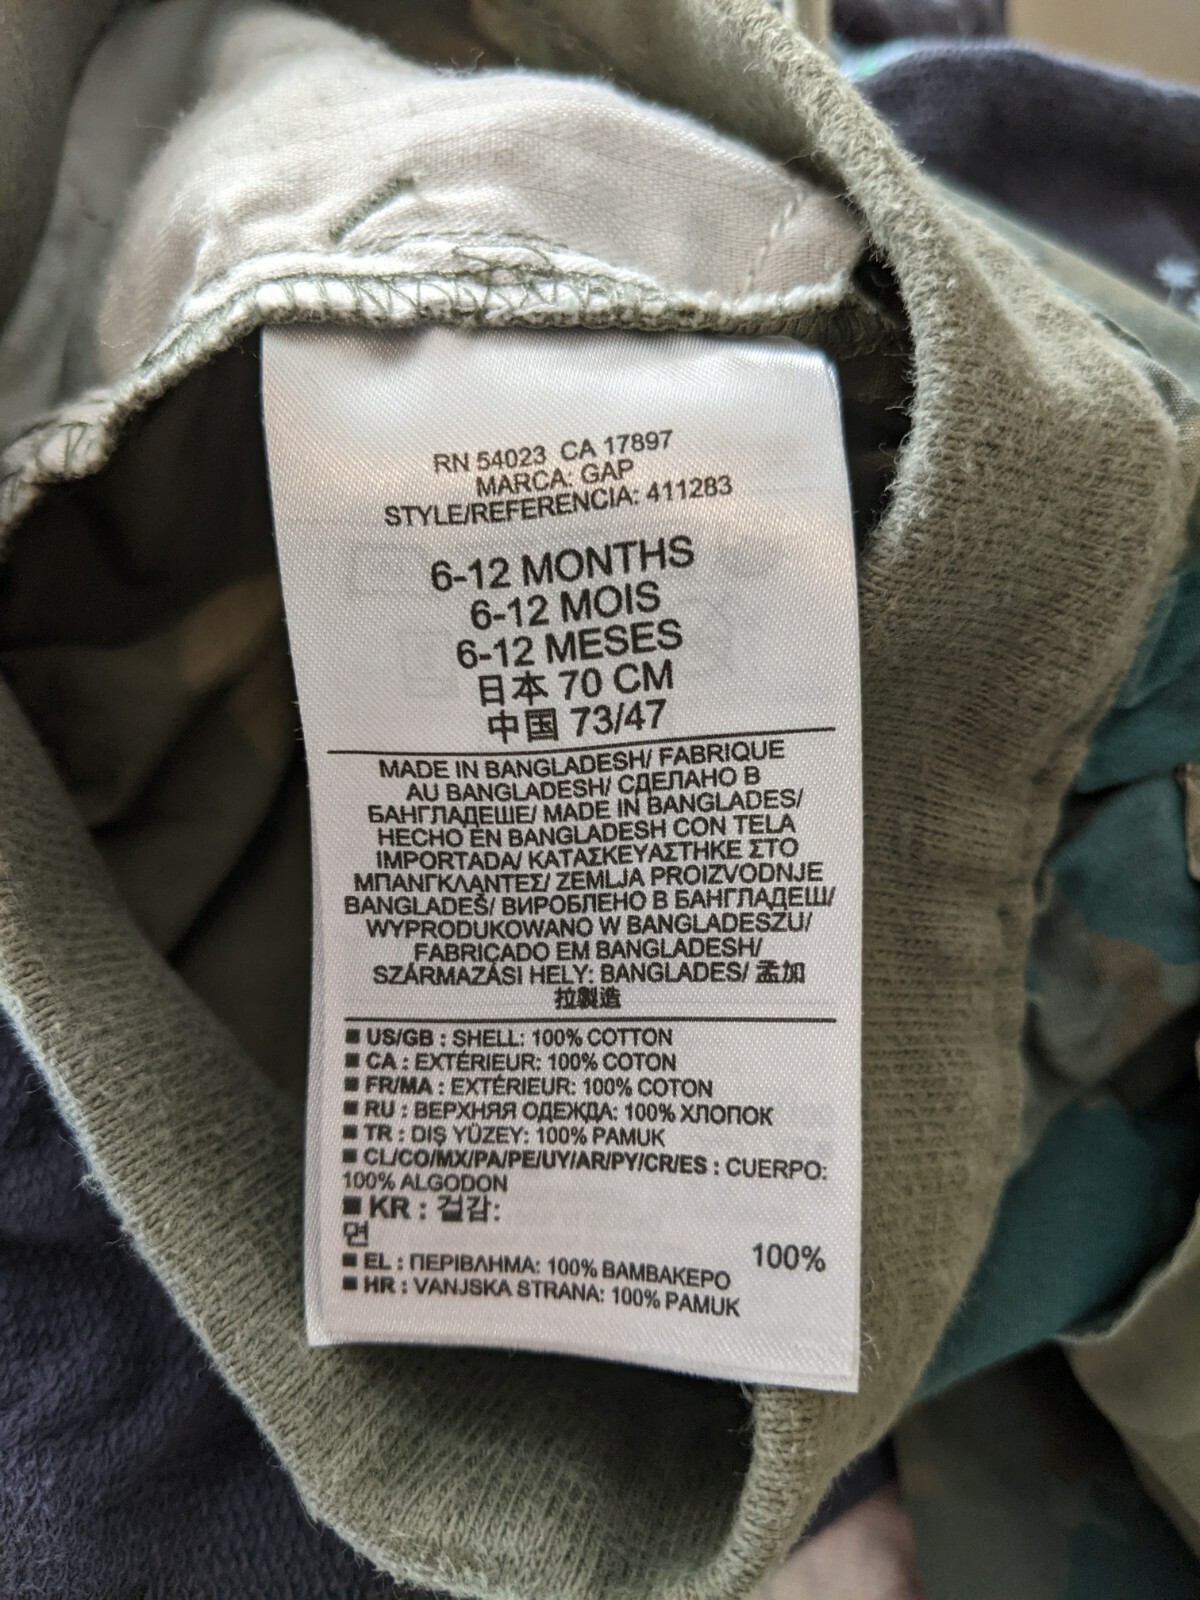 RN 54023 CA 17897
MARCA: GAP
STYLE/REFERENCIA: 411283
6-12 MONTHS
6-12 MOIS
6-12 MESES
日本 70 CM
中国 73/47
MADE IN BANGLADESH/ FABRIQUE
AU BANGLADESH/ СДЕЛАНО В
БАНГЛАДЕШЕ/ MADE IN BANGLADES/
HECHO EN BANGLADESH CON TELA
IMPORTADA/ ΚΑΤΑΣΚΕΥΑΣΤΗΚΕ ΣΤΟ
ΜΠΑΝΓΚΛΑΝΤΕΣ/ ZEMLJA PROIZVODNJE
BANGLADEŠ/ ВИРОБЛЕНО В БАНГЛАДЕШ/
WYPRODUKOWANO W BANGLADESZU/
FABRICADO EM BANGLADESH/
SZÁRMAZÁSI HELY: BANGLADES/ 孟加
拉製造
■ US/GB : SHELL: 100% COTTON
■ CA : EXTÉRIEUR: 100% COTON
■ FR/MA : EXTÉRIEUR: 100% COTON
■ RU : ВЕРХНЯЯ ОДЕЖДА: 100% ХЛОПОК
■ TR : DIŞ YÜZEY: 100% PAMUK
■ CL/CO/MX/PA/PE/UY/AR/PY/CR/ES : CUERPO:
100% ALGODON
■ KR : 겉감:
면 100%
■ EL : ΠΕΡΙΒΛΗΜΑ: 100% ΒΑΜΒΑΚΕΡΟ
■ HR : VANJSKA STRANA: 100% PAMUK